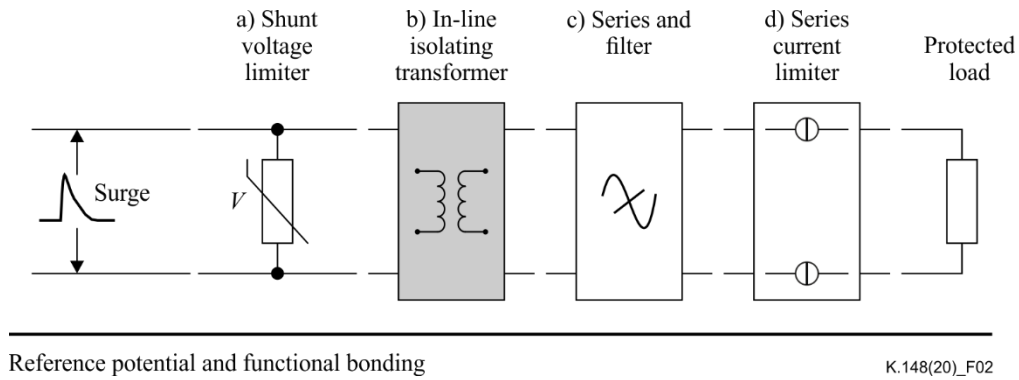 a) Shunt
voltage
limiter
b) In-line
isolating
transformer
c) Series and
filter
d) Series
current
limiter
Protected
load
Surge
V
Reference potential and functional bonding
K.148(20)_F02